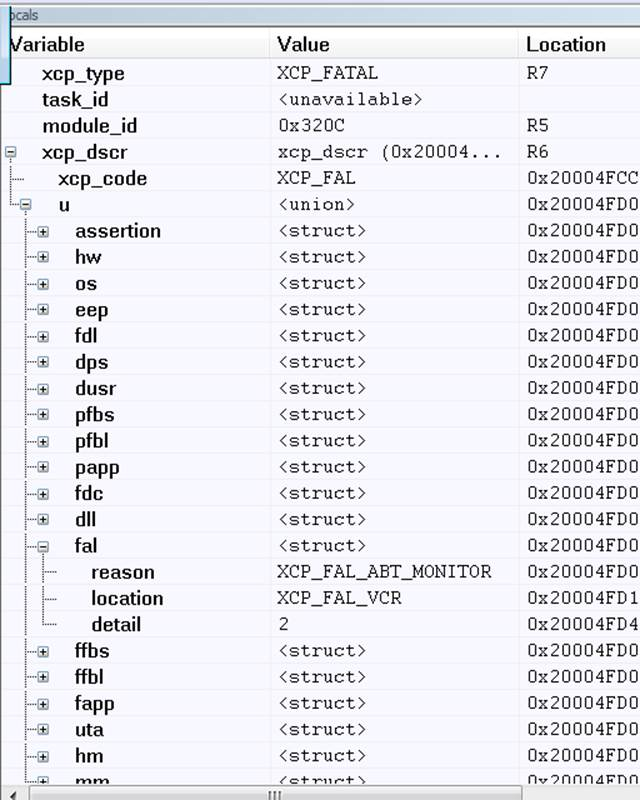 ocals
Variable Value Location
xcp_type XCP_FATAL R7
task_id <unavailable>
module_id 0x320C R5
xcp_dscr xcp_dscr (0x20004... R6
xcp_code XCP_FAL 0x20004FCC
u <union> 0x20004FD0
assertion <struct> 0x20004FD0
hw <struct> 0x20004FD0
os <struct> 0x20004FD0
eep <struct> 0x20004FD0
fdl <struct> 0x20004FD0
dps <struct> 0x20004FD0
dusr <struct> 0x20004FD0
pfbs <struct> 0x20004FD0
pfbl <struct> 0x20004FD0
papp <struct> 0x20004FD0
fdc <struct> 0x20004FD0
dll <struct> 0x20004FD0
fal <struct> 0x20004FD0
reason XCP_FAL_ABT_MONITOR 0x20004FD0
location XCP_FAL_VCR 0x20004FD1
detail 2 0x20004FD4
ffbs <struct> 0x20004FD0
ffbl <struct> 0x20004FD0
fapp <struct> 0x20004FD0
uta <struct> 0x20004FD0
hm <struct> 0x20004FD0
mm <struct> 0x20004FD0